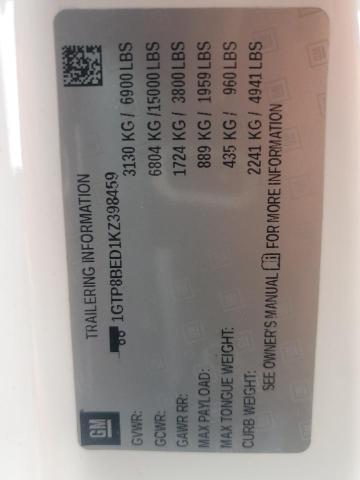 GM
TRAILERING INFORMATION
1GTP8BED1KZ398459
GVWR: 3130 KG / 6900 LBS
GCWR: 6804 KG /15000 LBS
GAWR RR: 1724 KG / 3800 LBS
MAX PAYLOAD: 889 KG / 1959 LBS
MAX TONGUE WEIGHT: 435 KG / 960 LBS
CURB WEIGHT: 2241 KG / 4941 LBS
SEE OWNER'S MANUAL FOR MORE INFORMATION